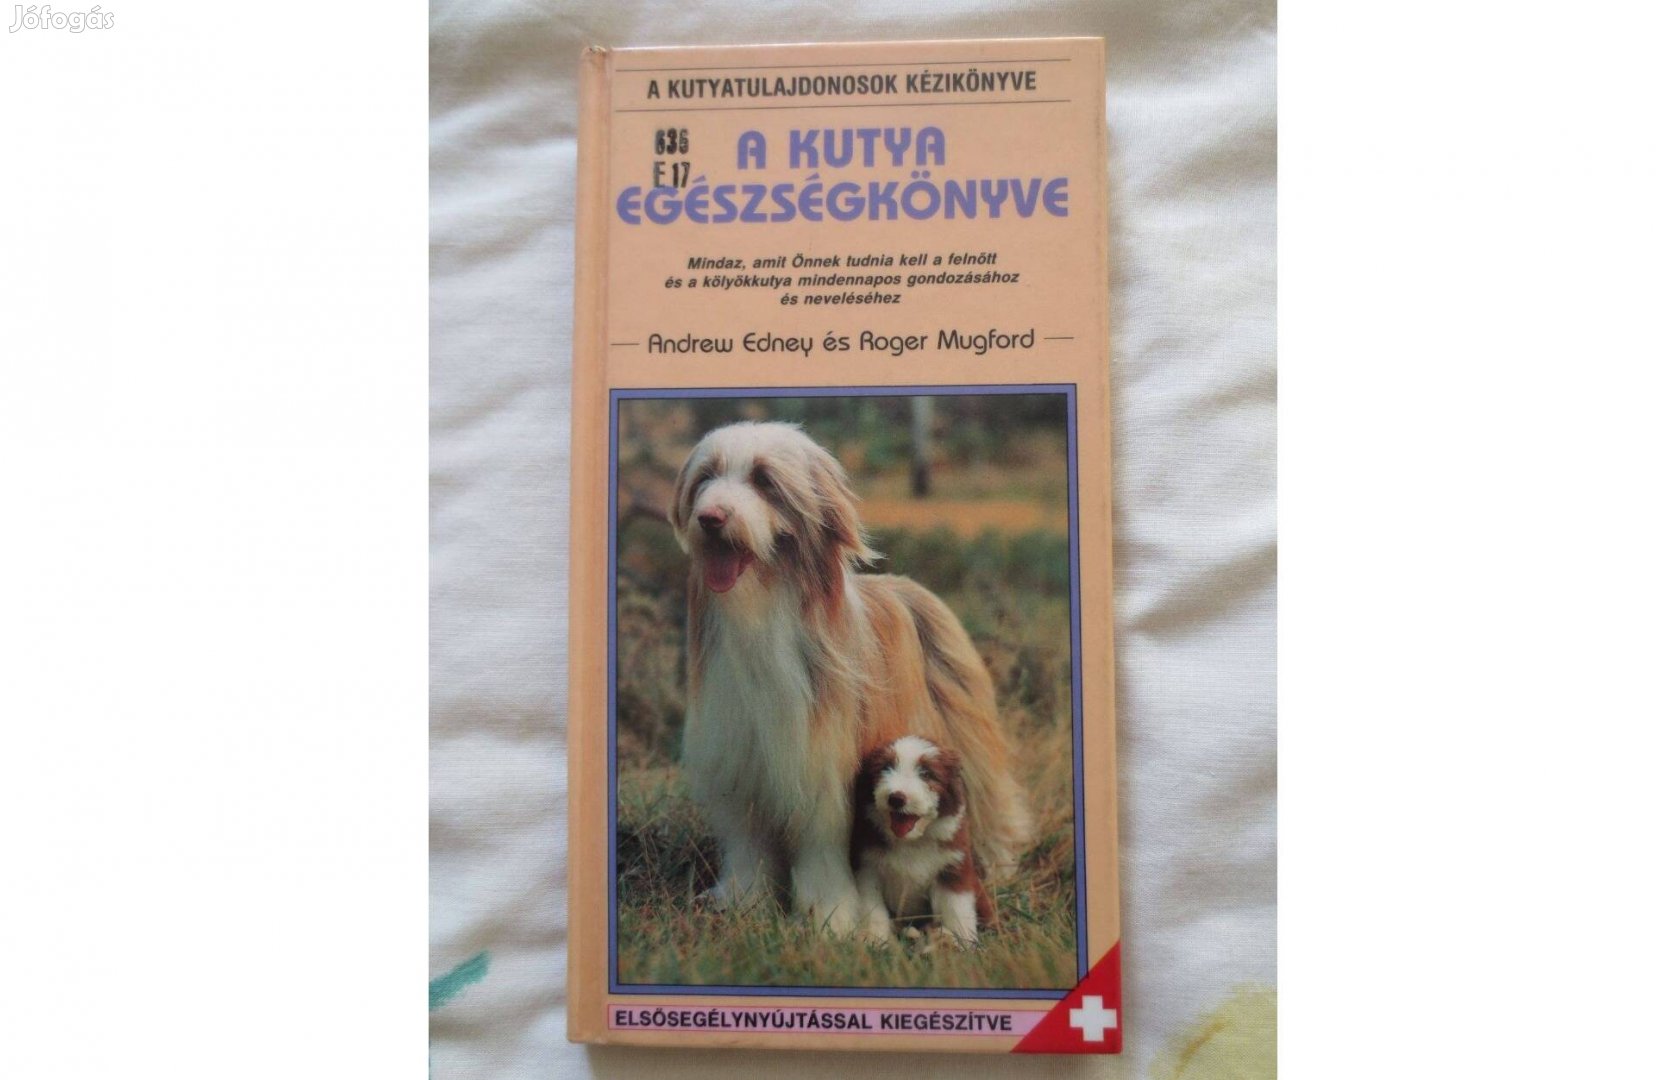 Jófogás
A KUTYATULAJDONOSOK KÉZIKÖNYVE
636
E 17
A KUTYA
EGÉSZSÉGKÖNYVE
Mindaz, amit Önnek tudnia kell a felnőtt
és a kölyökkutya mindennapos gondozásához
és neveléséhez
Andrew Edney és Roger Mugford
ELSŐSEGÉLYNYÚJTÁSSAL KIEGÉSZÍTVE